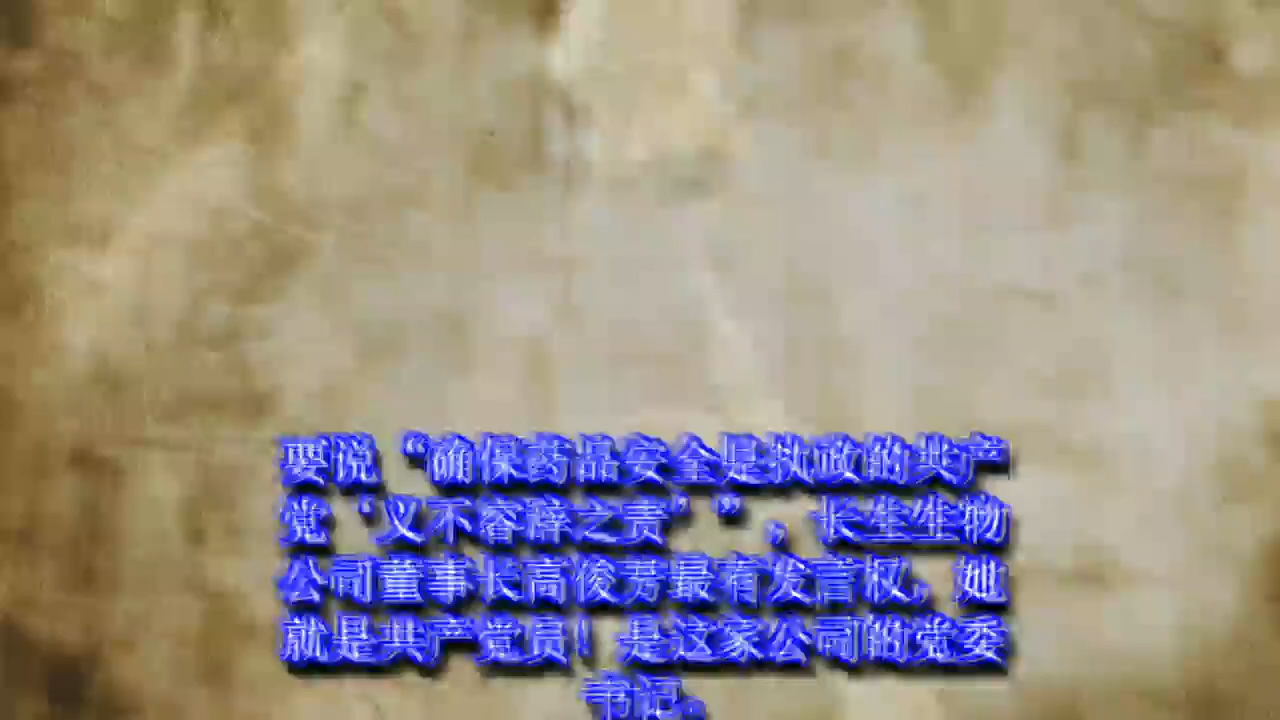 要说“确保药品安全是执政的共产
党‘义不容辞之责’”，长生生物
公司董事长高俊芳最有发言权，她
就是共产党员！是这家公司的党委
书记。